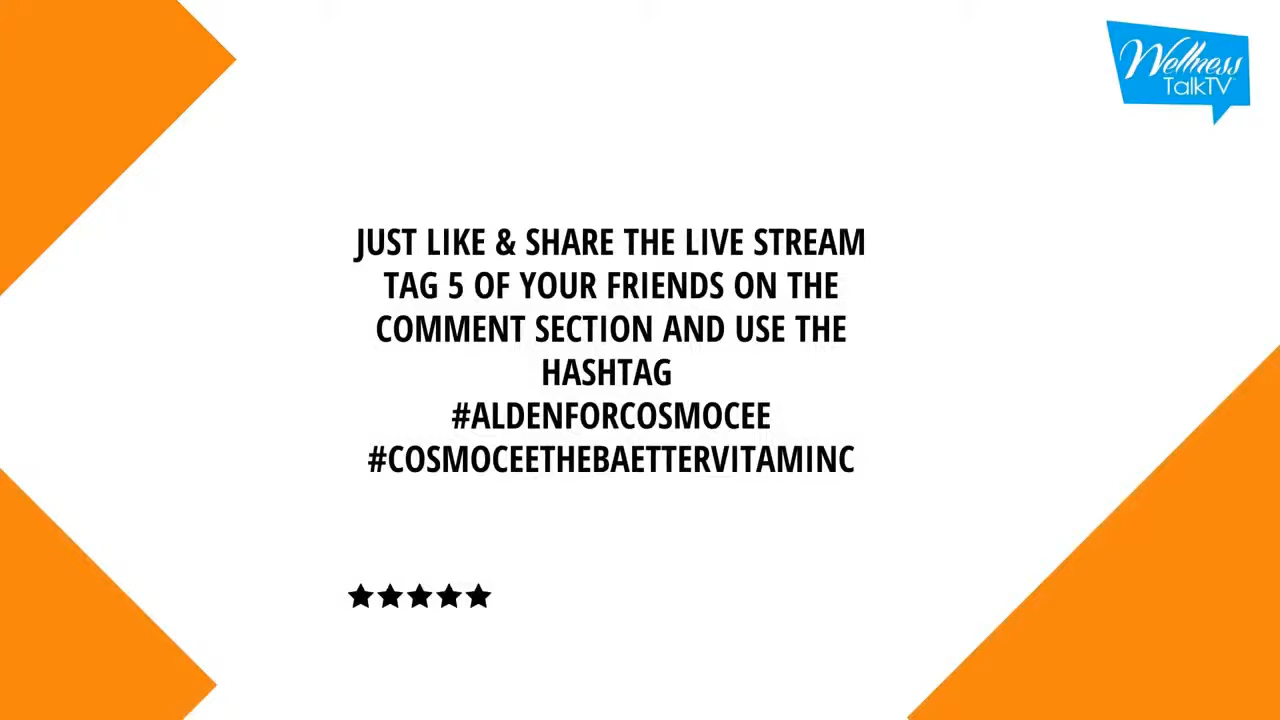 Wellness
TalkTV
JUST LIKE & SHARE THE LIVE STREAM
TAG 5 OF YOUR FRIENDS ON THE
COMMENT SECTION AND USE THE
HASHTAG
#ALDENFORCOSMOCEE
#COSMOCEETHEBAETTERVITAMINC